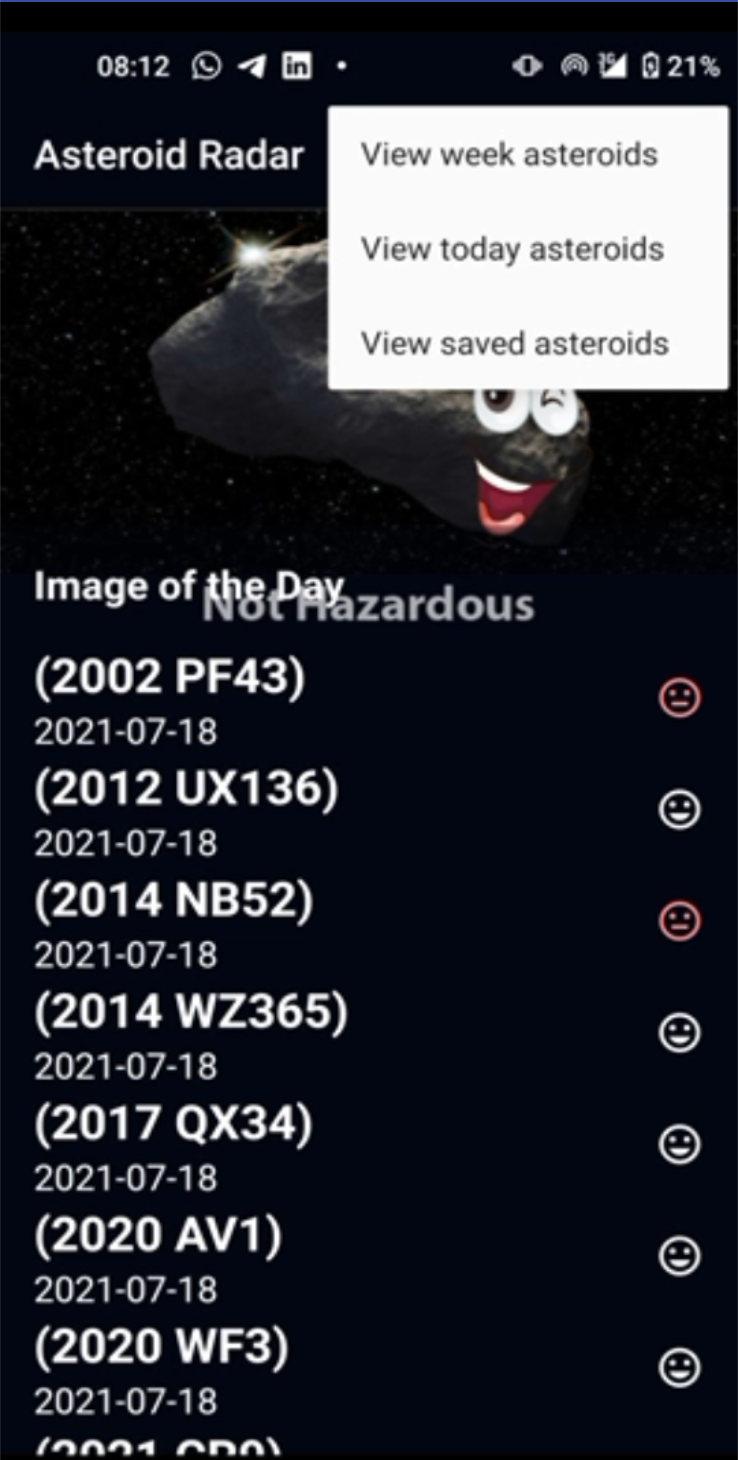 08:12
21%
Asteroid Radar
View week asteroids
View today asteroids
View saved asteroids
Image of the Day
Not Hazardous
(2002 PF43)
2021-07-18
(2012 UX136)
2021-07-18
(2014 NB52)
2021-07-18
(2014 WZ365)
2021-07-18
(2017 QX34)
2021-07-18
(2020 AV1)
2021-07-18
(2020 WF3)
2021-07-18